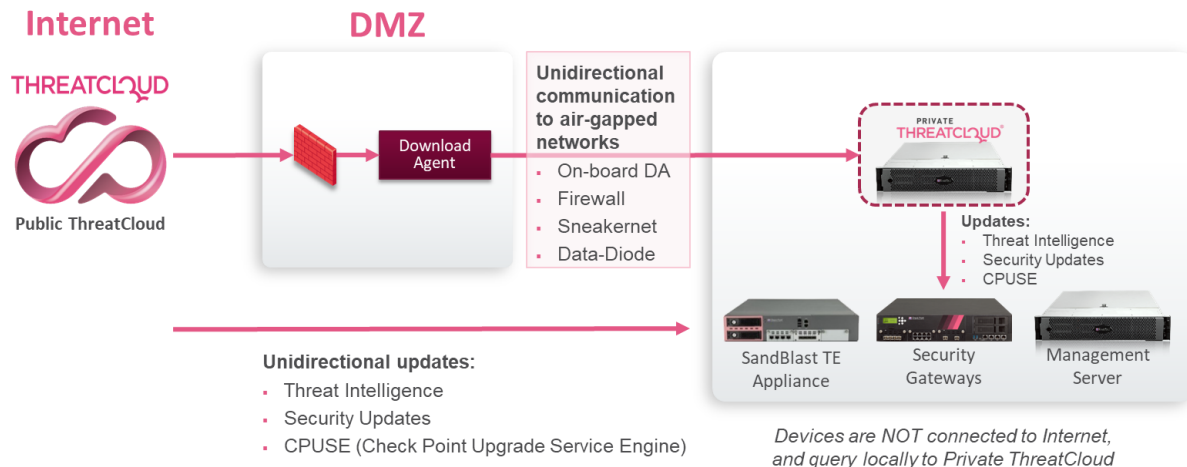 Internet
DMZ
THREATCLOUD
Public ThreatCloud
Download
Agent
Unidirectional
communication
to air-gapped
networks
▪ On-board DA
▪ Firewall
▪ Sneakernet
▪ Data-Diode
PRIVATE
THREATCLOUD®
Updates:
▪ Threat Intelligence
▪ Security Updates
▪ CPUSE
SandBlast TE
Appliance
Security
Gateways
Management
Server
Unidirectional updates:
▪ Threat Intelligence
▪ Security Updates
▪ CPUSE (Check Point Upgrade Service Engine)
Devices are NOT connected to Internet,
and query locally to Private ThreatCloud